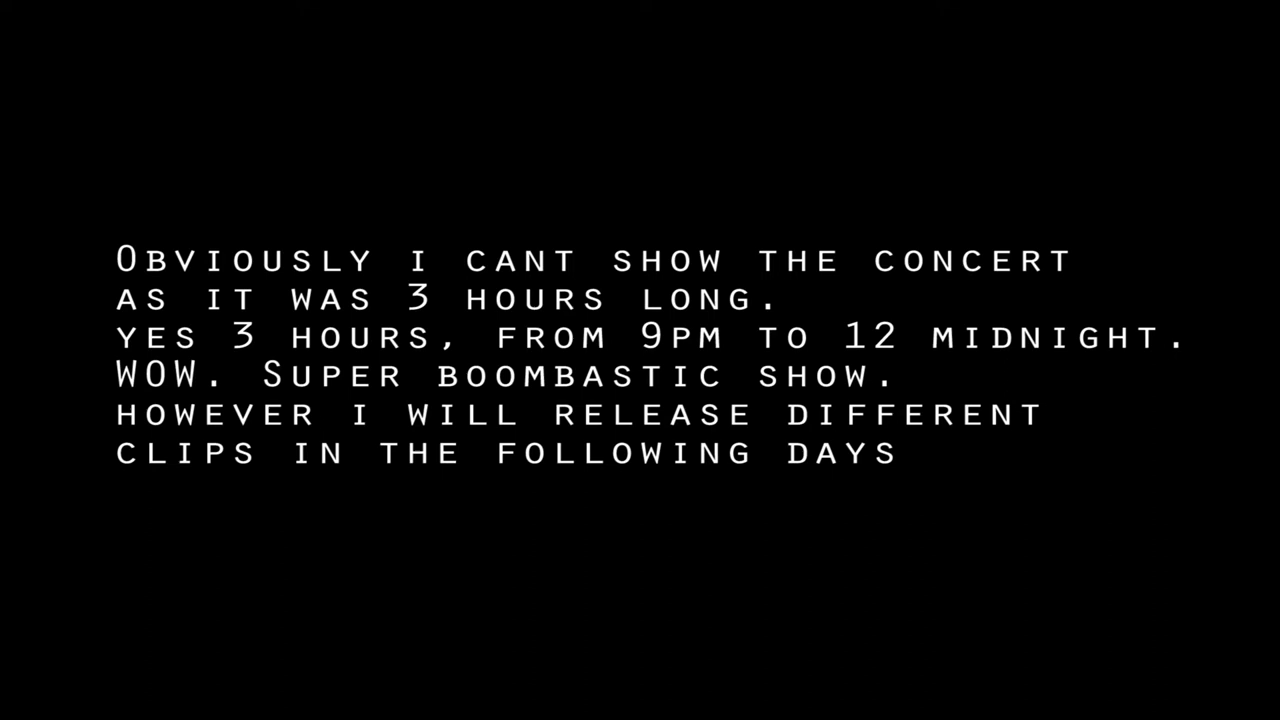 Obviously i cant show the concert
as it was 3 hours long.
yes 3 hours, from 9pm to 12 midnight.
WOW. Super boombastic show.
however i will release different
clips in the following days